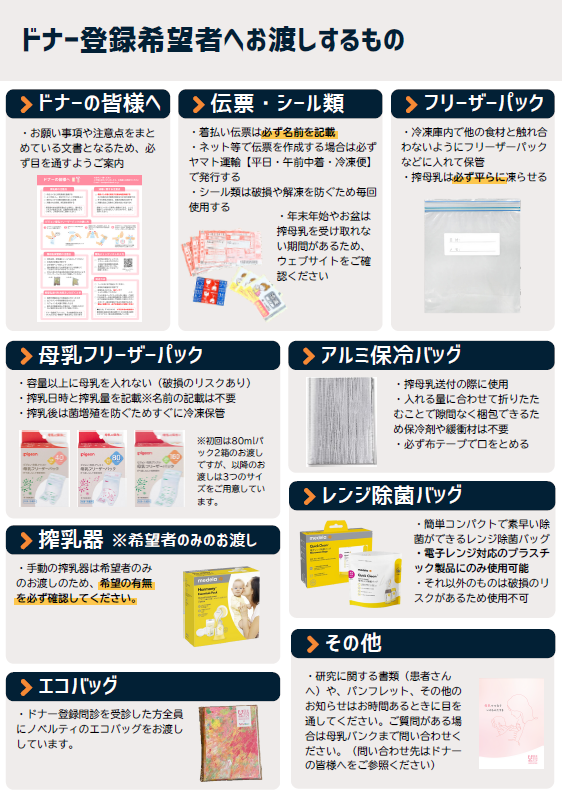 ドナー登録希望者へお渡しするもの
ドナーの皆様へ
・お願い事項や注意点をまと
めている文書となるため、必
ず目を通すようご案内
伝票・シール類
・着払い伝票は必ず名前を記載
・ネット等で伝票を作成する場合は必ず
ヤマト運輸【平日・午前中着・冷凍便】
で発行する
・シール類は破損や解凍を防ぐため毎回
使用する
・年末年始やお盆は
搾母乳を受け取れな
い期間があるため、
ウェブサイトをご確
認ください
フリーザーパック
・冷凍庫内で他の食材と触れ合
わないようにフリーザーパック
などに入れて保管
・搾母乳は必ず平らに凍らせる
母乳フリーザーパック
・容量以上に母乳を入れない（破損のリスクあり）
・搾乳日時と搾乳量を記載※名前の記載は不要
・搾乳後は菌増殖を防ぐためすぐに冷凍保管
pigeon
40
pigeon
80
pigeon
※初回は80mlパ
ック2箱のお渡し
ですが、以降のお
渡しは3つのサイ
ズをご用意してい
ます。
アルミ保冷バッグ
・搾母乳送付の際に使用
・入れる量に合わせて折りたた
むことで隙間なく梱包できるた
め保冷剤や緩衝材は不要
・必ず布テープで口をとめる
レンジ除菌バッグ
medela
Quick Clean
・簡単コンパクトで素早い除
菌ができるレンジ除菌バッグ
・電子レンジ対応のプラスチ
ック製品にのみ使用可能
・それ以外のものは破損のリ
スクがあるため使用不可
搾乳器 ※希望者のみのお渡し
・手動の搾乳器は希望者のみ
のお渡しのため、希望の有無
を必ず確認してください。
medela
Harmony
エコバッグ
・ドナー登録問診を受診した方全員
にノベルティのエコバッグをお渡し
しています。
その他
・研究に関する書類（患者さん
へ）や、パンフレット、その他の
お知らせはお時間あるときに目を
通してください。ご質問がある場
合は母乳バンクまで問い合わせく
ださい。（問い合わせ先はドナー
の皆様へをご参照ください）